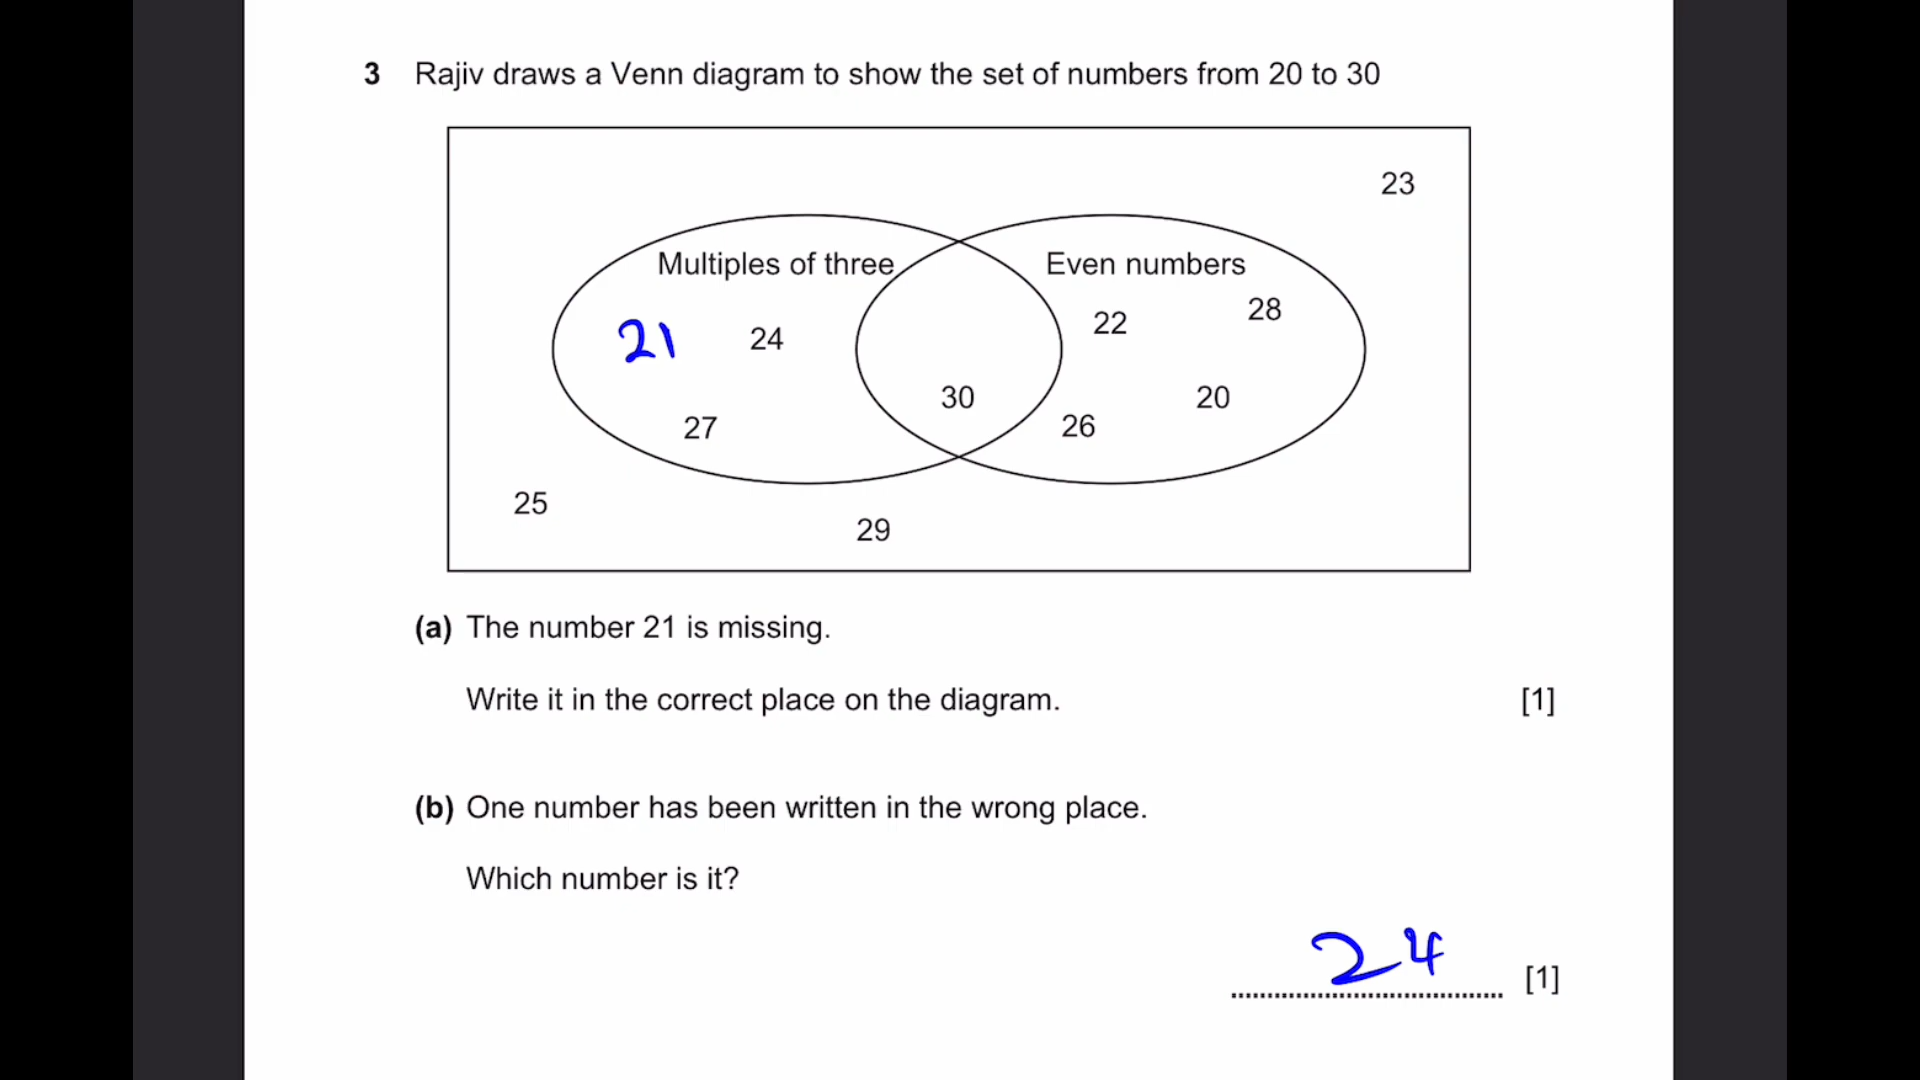 3 Rajiv draws a Venn diagram to show the set of numbers from 20 to 30
23
Multiples of three Even numbers
28
22
21 24
30 20
27 26
25
29
(a) The number 21 is missing.
Write it in the correct place on the diagram. [1]
(b) One number has been written in the wrong place.
Which number is it?
24
[1]